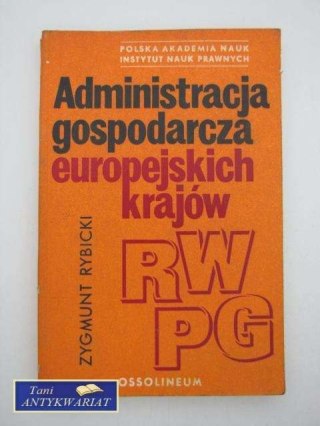 POLSKA AKADEMIA NAUK
INSTYTUT NAUK PRAWNYCH
Administracja
gospodarcza
europejskich
krajów
RW
PG
ZYGMUNT RYBICKI
OSSOLINEUM
Tani
ANTYKWARIAT